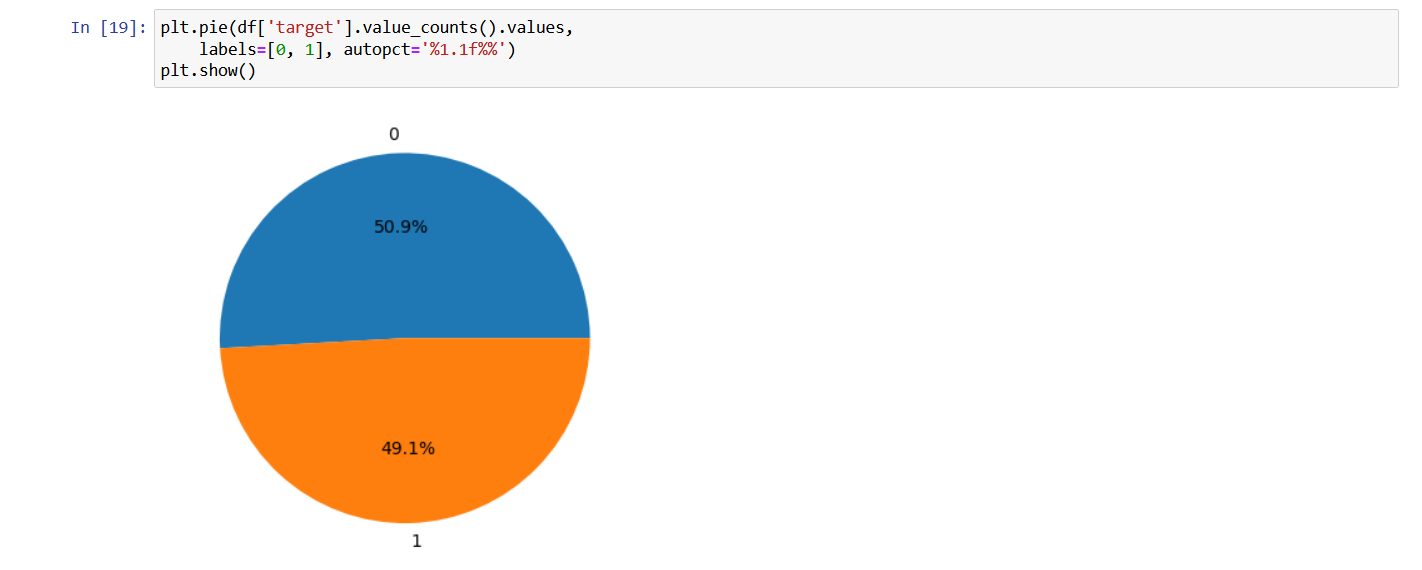 In [19]: plt.pie(df['target'].value_counts().values,
labels=[0, 1], autopct='%1.1f%%')
plt.show()
0
50.9%
49.1%
1